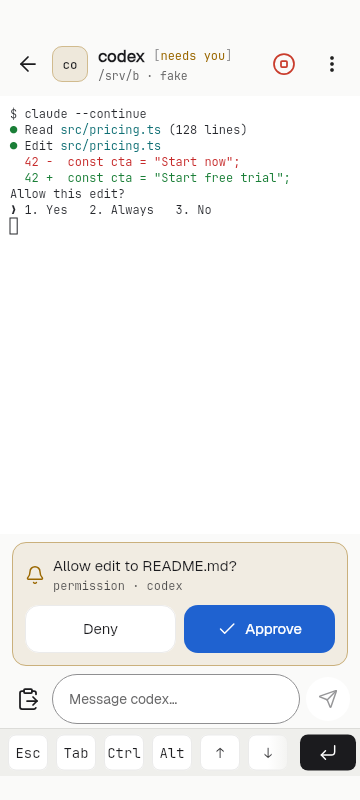 co
codex [needs you]
/srv/b · fake
$ claude --continue
● Read src/pricing.ts (128 lines)
● Edit src/pricing.ts
42 - const cta = "Start now";
42 + const cta = "Start free trial";
Allow this edit?
❯ 1. Yes 2. Always 3. No
Allow edit to README.md?
permission · codex
Deny
Approve
Message codex…
Esc Tab Ctrl Alt ↑ ↓